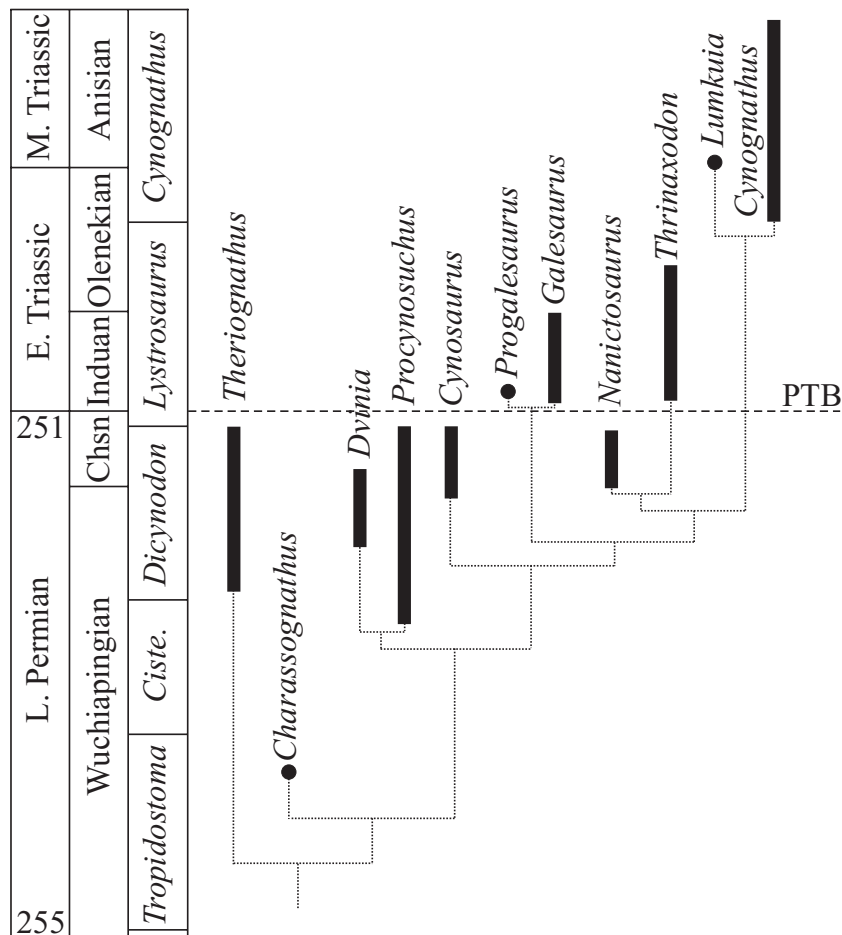 M. Triassic
E. Triassic
L. Permian
251
255
Anisian
Olenekian
Induan
Chsn
Wuchiapingian
Cynognathus
Lystrosaurus
Dicynodon
Ciste.
Tropidostoma
Theriognathus
Charassognathus
Dvinia
Procynosuchus
Cynosaurus
Progalesaurus
Galesaurus
Nanictosaurus
Thrinaxodon
Lumkuia
Cynognathus
PTB